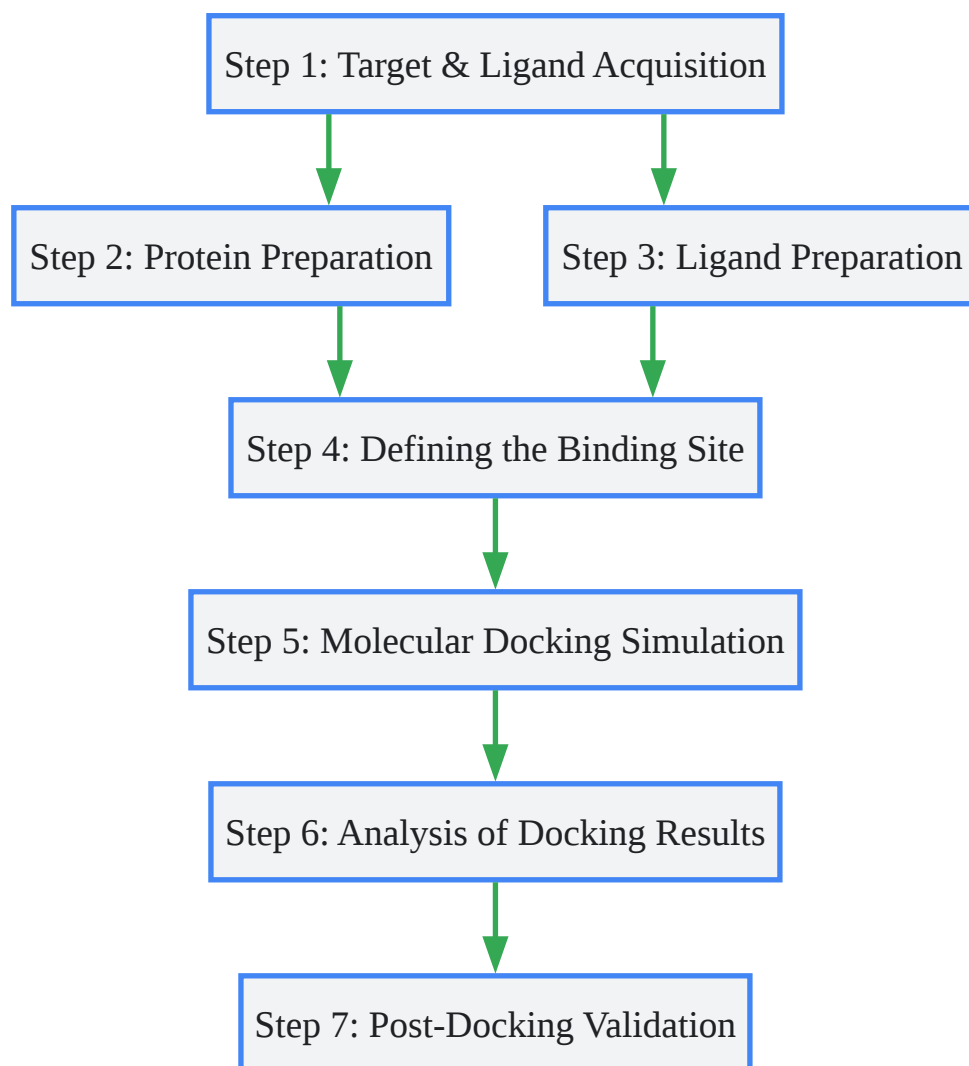 Step 1: Target & Ligand Acquisition
Step 2: Protein Preparation
Step 3: Ligand Preparation
Step 4: Defining the Binding Site
Step 5: Molecular Docking Simulation
Step 6: Analysis of Docking Results
Step 7: Post-Docking Validation